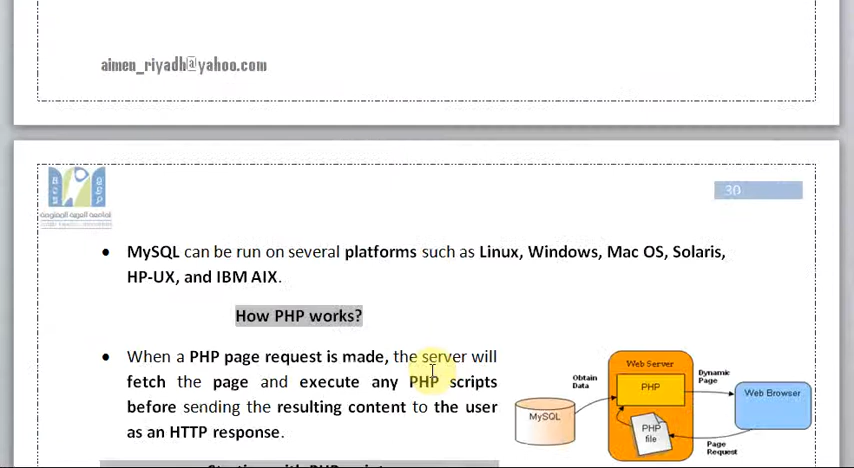 aimen_riyadh@yahoo.com
30
• MySQL can be run on several platforms such as Linux, Windows, Mac OS, Solaris,
HP-UX, and IBM AIX.
How PHP works?
• When a PHP page request is made, the server will
fetch the page and execute any PHP scripts
before sending the resulting content to the user
as an HTTP response.
Web Server
Obtain
Data
PHP
Dynamic
Page
Web Browser
MySQL
PHP
file
Page
Request